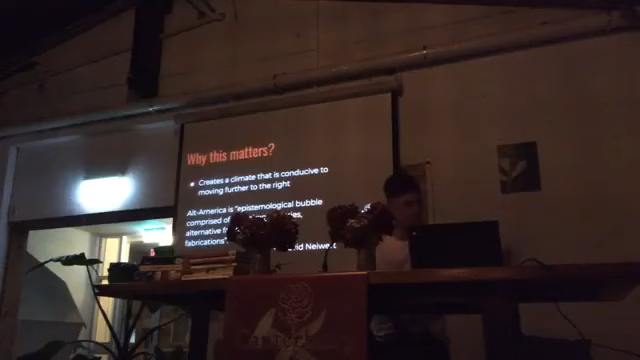 Why this matters?
Creates a climate that is conducive to
moving further to the right
Alt-America is "epistemological bubble
comprised of
alternative
fabrications"